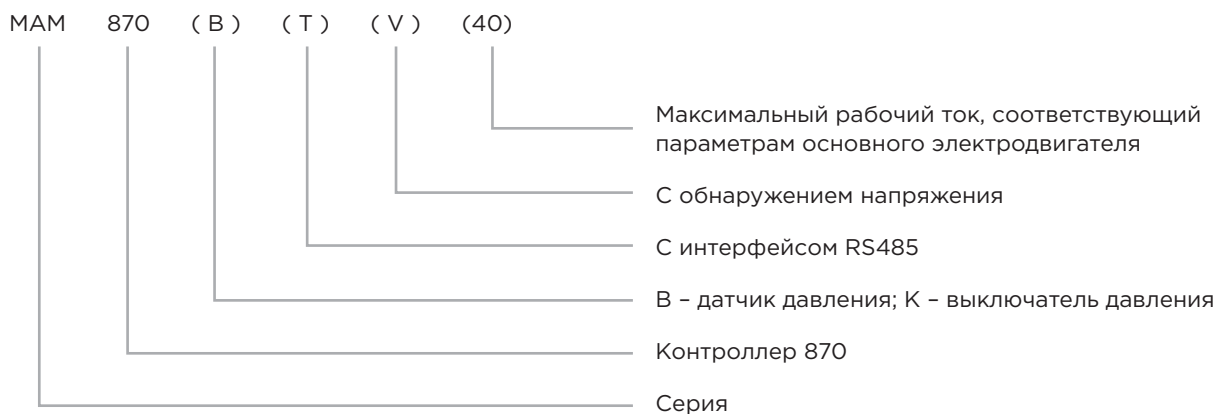 МАМ 870 ( В ) ( Т ) ( V ) (40)
Максимальный рабочий ток, соответствующий
параметрам основного электродвигателя
С обнаружением напряжения
С интерфейсом RS485
В – датчик давления; К – выключатель давления
Контроллер 870
Серия